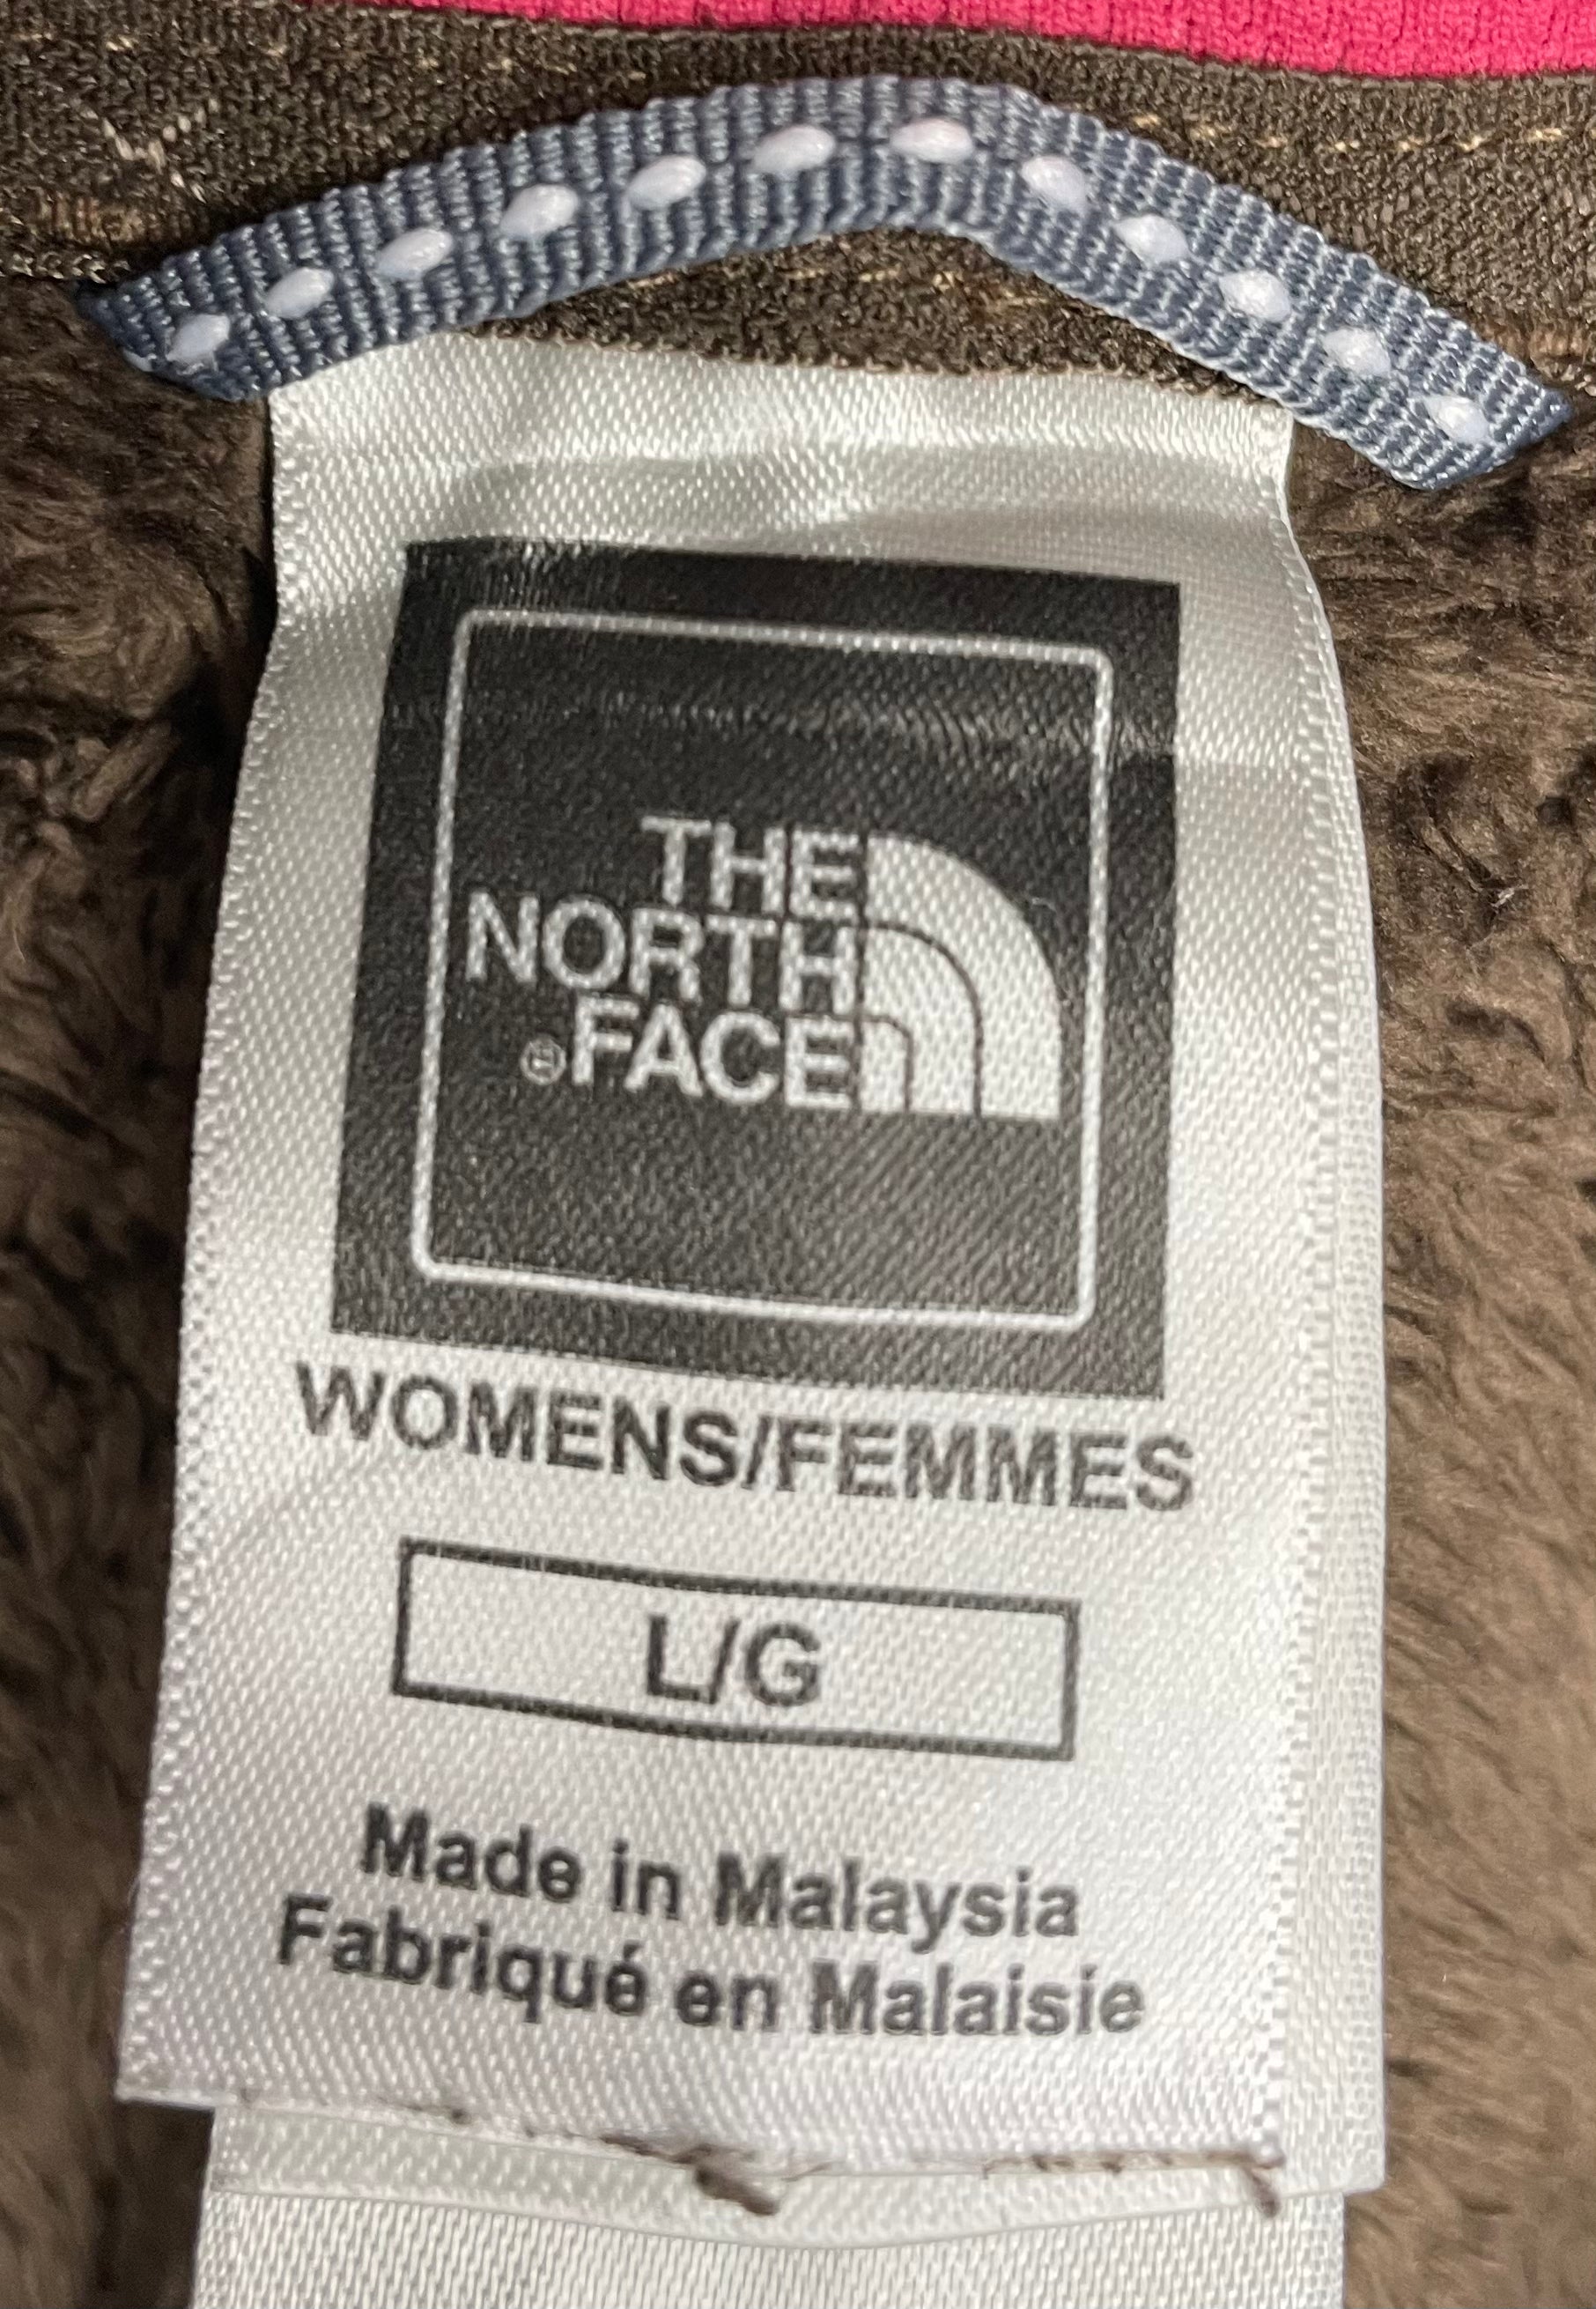 THE
NORTH
®FACE
WOMENS/FEMMES
L/G
Made in Malaysia
Fabriqué en Malaisie